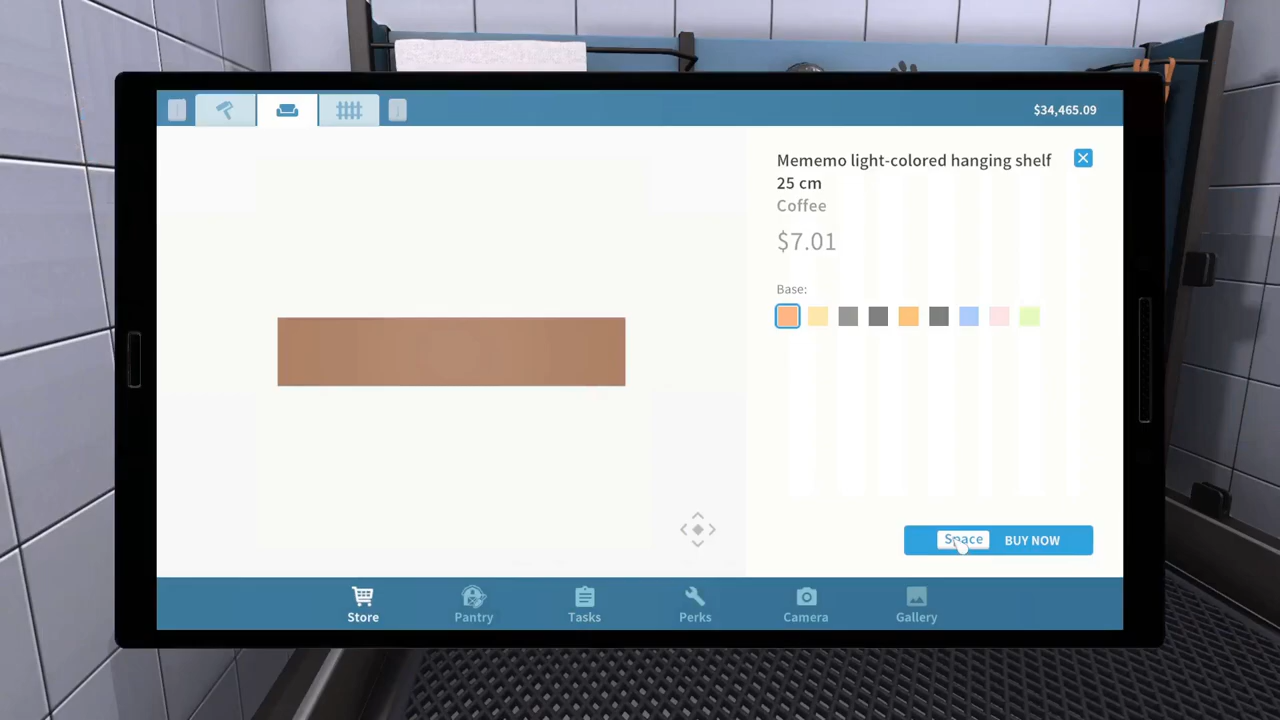 $34,465.09
Mememo light-colored hanging shelf
25 cm
Coffee
$7.01
Base:
Space BUY NOW
Store Pantry Tasks Perks Camera Gallery